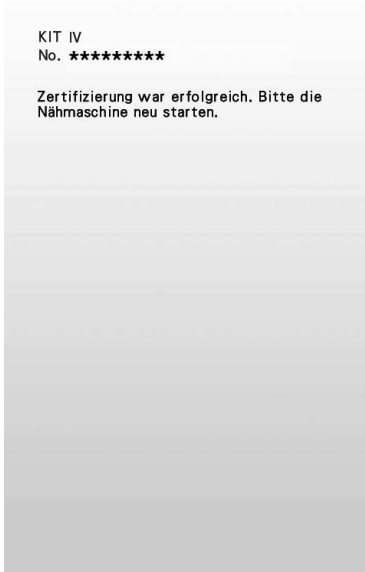 KIT IV
No. *********
Zertifizierung war erfolgreich. Bitte die
Nähmaschine neu starten.